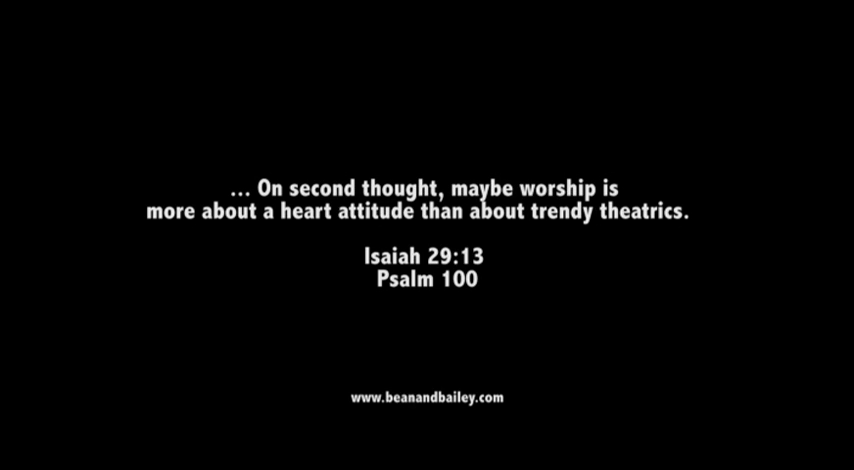 ... On second thought, maybe worship is
more about a heart attitude than about trendy theatrics.
Isaiah 29:13
Psalm 100
www.beanandbailey.com